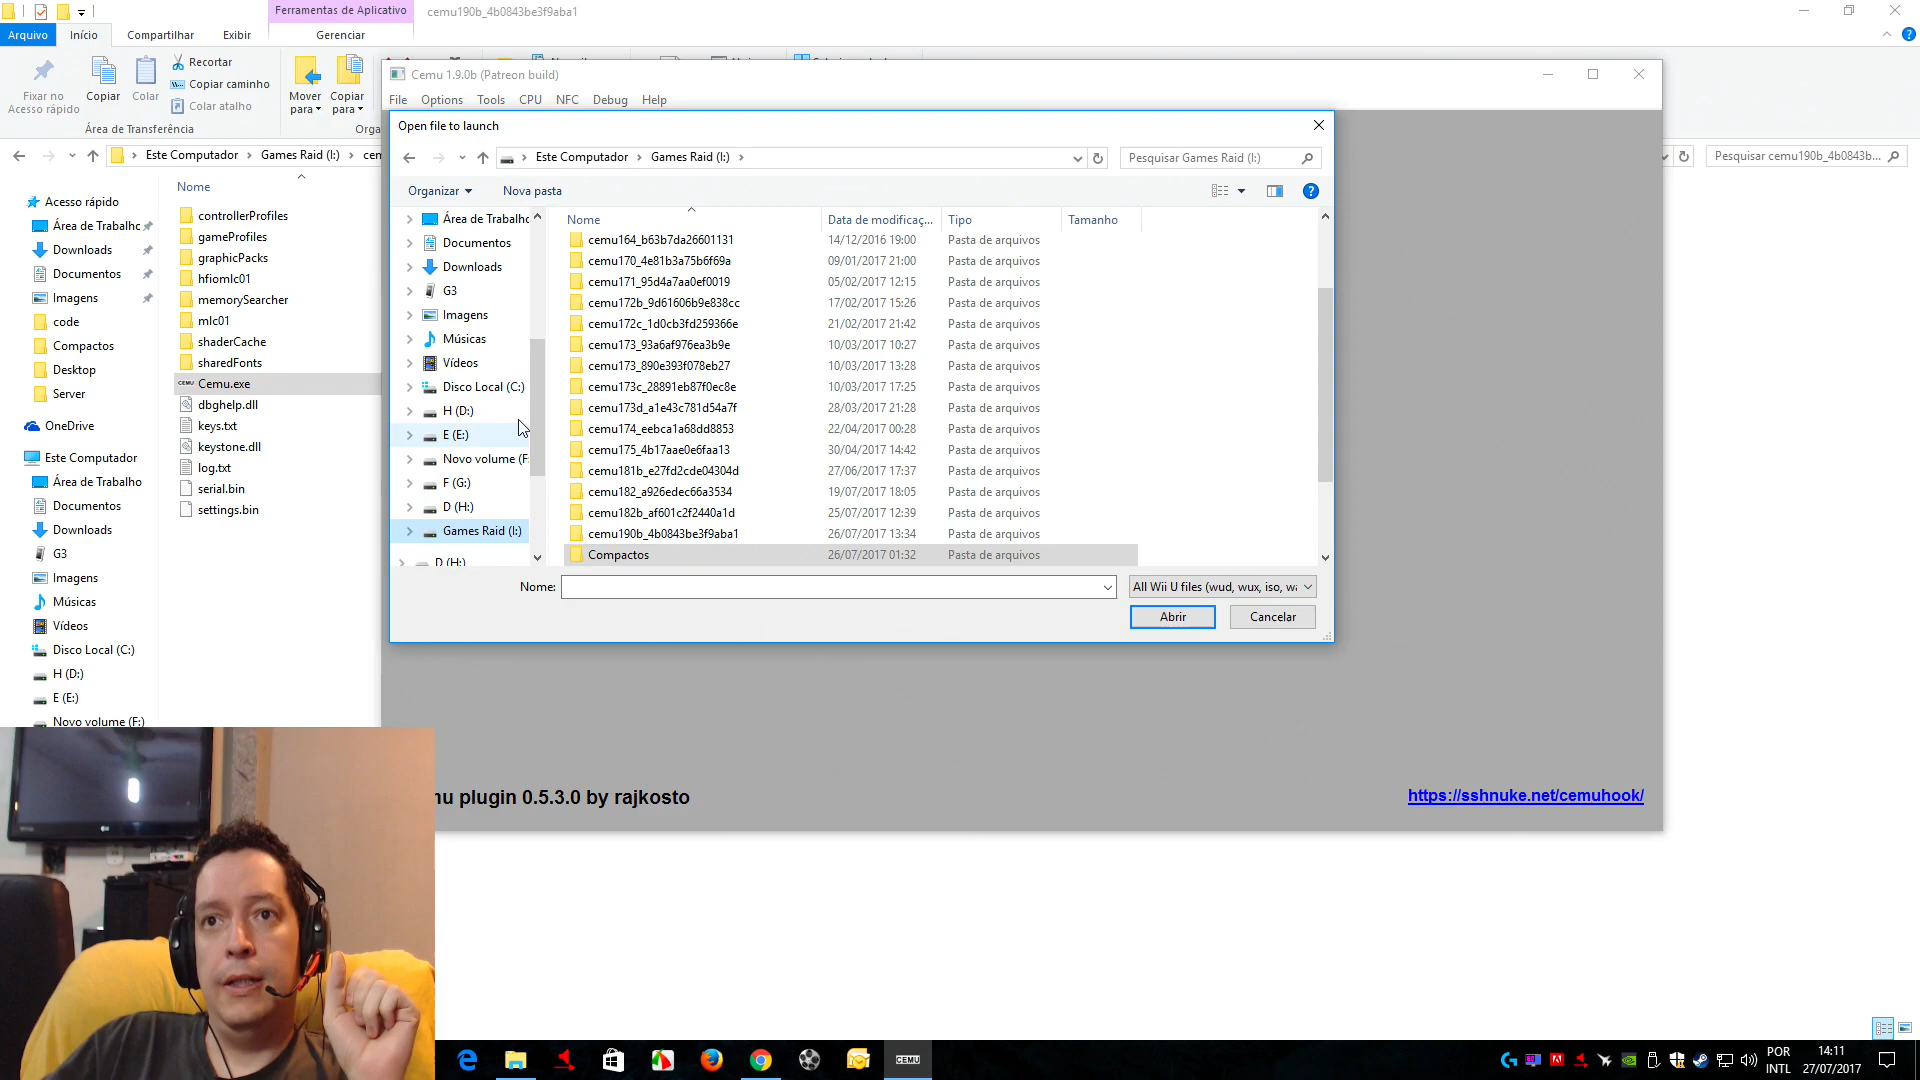 Ferramentas de Aplicativo
cemu190b_4b0843be3f9aba1
Arquivo Início Compartilhar Exibir Gerenciar
Fixar no Acesso rápido
Copiar
Colar
Recortar
Copiar caminho
Colar atalho
Mover para
Copiar para
Área de Transferência
Orga
Este Computador Games Raid (I:) cem
Pesquisar cemu190b_4b0843b...
Acesso rápido
Área de Trabalho
Downloads
Documentos
Imagens
code
Compactos
Desktop
Server
OneDrive
Este Computador
Área de Trabalho
Downloads
Documentos
G3
Imagens
Músicas
Vídeos
Disco Local (C:)
H (D:)
E (E:)
Novo volume (F:)
Nome
controllerProfiles
gameProfiles
graphicPacks
hfiomlc01
memorySearcher
mlc01
shaderCache
sharedFonts
Cemu.exe
dbghelp.dll
keys.txt
keystone.dll
log.txt
serial.bin
settings.bin
Cemu 1.9.0b (Patreon build)
File Options Tools CPU NFC Debug Help
Open file to launch
Este Computador Games Raid (I:)
Pesquisar Games Raid (I:)
Organizar Nova pasta
Área de Trabalho
Documentos
Downloads
G3
Imagens
Músicas
Vídeos
Disco Local (C:)
H (D:)
E (E:)
Novo volume (F:
F (G:)
D (H:)
Games Raid (I:)
D (H:)
Nome Data de modificaç... Tipo Tamanho
cemu164_b63b7da26601131 14/12/2016 19:00 Pasta de arquivos
cemu170_4e81b3a75b6f69a 09/01/2017 21:00 Pasta de arquivos
cemu171_95d4a7aa0ef0019 05/02/2017 12:15 Pasta de arquivos
cemu172b_9d61606b9e838cc 17/02/2017 15:26 Pasta de arquivos
cemu172c_1d0cb3fd259366e 21/02/2017 21:42 Pasta de arquivos
cemu173_93a6af976ea3b9e 10/03/2017 10:27 Pasta de arquivos
cemu173_890e393f078eb27 10/03/2017 13:28 Pasta de arquivos
cemu173c_28891eb87f0ec8e 10/03/2017 17:25 Pasta de arquivos
cemu173d_a1e43c781d54a7f 28/03/2017 21:28 Pasta de arquivos
cemu174_eebca1a68dd8853 22/04/2017 00:28 Pasta de arquivos
cemu175_4b17aae0e6faa13 30/04/2017 14:42 Pasta de arquivos
cemu181b_e27fd2cde04304d 27/06/2017 17:37 Pasta de arquivos
cemu182_a926edec66a3534 19/07/2017 18:05 Pasta de arquivos
cemu182b_af601c2f2440a1d 25/07/2017 12:39 Pasta de arquivos
cemu190b_4b0843be3f9aba1 26/07/2017 13:34 Pasta de arquivos
Compactos 26/07/2017 01:32 Pasta de arquivos
Nome:
All Wii U files (wud, wux, iso, wa
Abrir Cancelar
mu plugin 0.5.3.0 by rajkosto
https://sshnuke.net/cemuhook/
CEMU
POR
INTL
14:11
27/07/2017